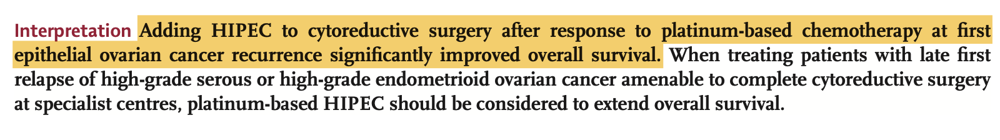 Interpretation Adding HIPEC to cytoreductive surgery after response to platinum-based chemotherapy at first
epithelial ovarian cancer recurrence significantly improved overall survival. When treating patients with late first
relapse of high-grade serous or high-grade endometrioid ovarian cancer amenable to complete cytoreductive surgery
at specialist centres, platinum-based HIPEC should be considered to extend overall survival.